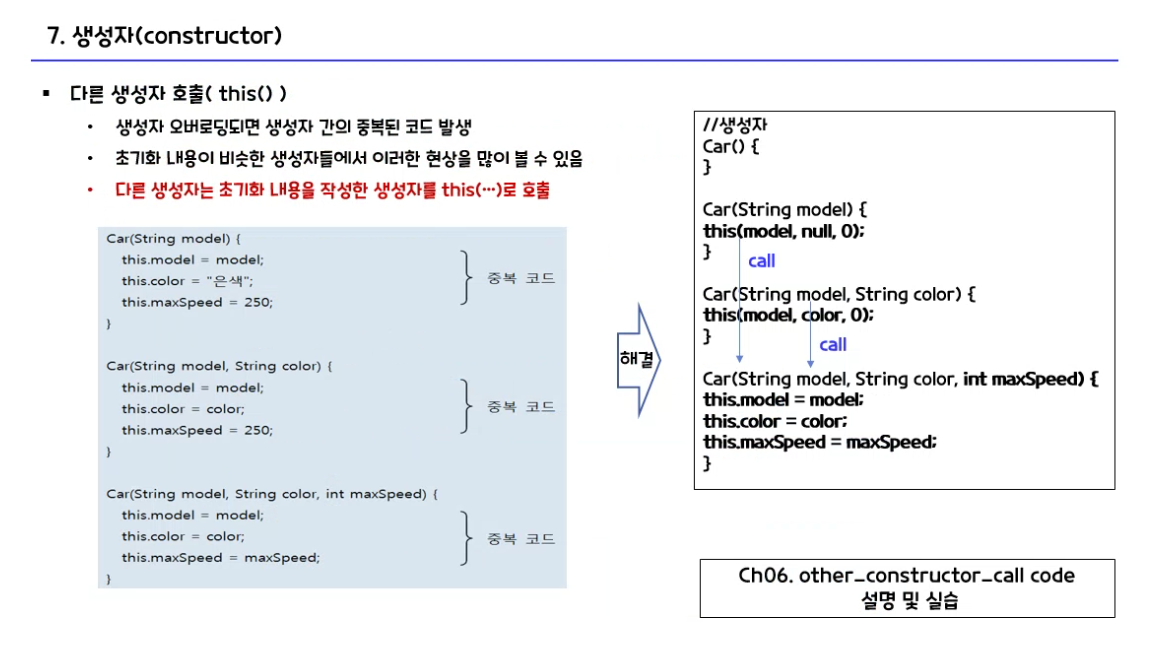 7. 생성자(constructor)
▪ 다른 생성자 호출( this() )
• 생성자 오버로딩되면 생성자 간의 중복된 코드 발생
• 초기화 내용이 비슷한 생성자들에서 이러한 현상을 많이 볼 수 있음
• 다른 생성자는 초기화 내용을 작성한 생성자를 this(…)로 호출
Car(String model) {
this.model = model;
this.color = "은색";
this.maxSpeed = 250;
}
중복 코드
Car(String model, String color) {
this.model = model;
this.color = color;
this.maxSpeed = 250;
}
중복 코드
Car(String model, String color, int maxSpeed) {
this.model = model;
this.color = color;
this.maxSpeed = maxSpeed;
}
중복 코드
해결
//생성자
Car() {
}
Car(String model) {
this(model, null, 0);
}
call
Car(String model, String color) {
this(model, color, 0);
}
call
Car(String model, String color, int maxSpeed) {
this.model = model;
this.color = color;
this.maxSpeed = maxSpeed;
}
Ch06. other_constructor_call code
설명 및 실습